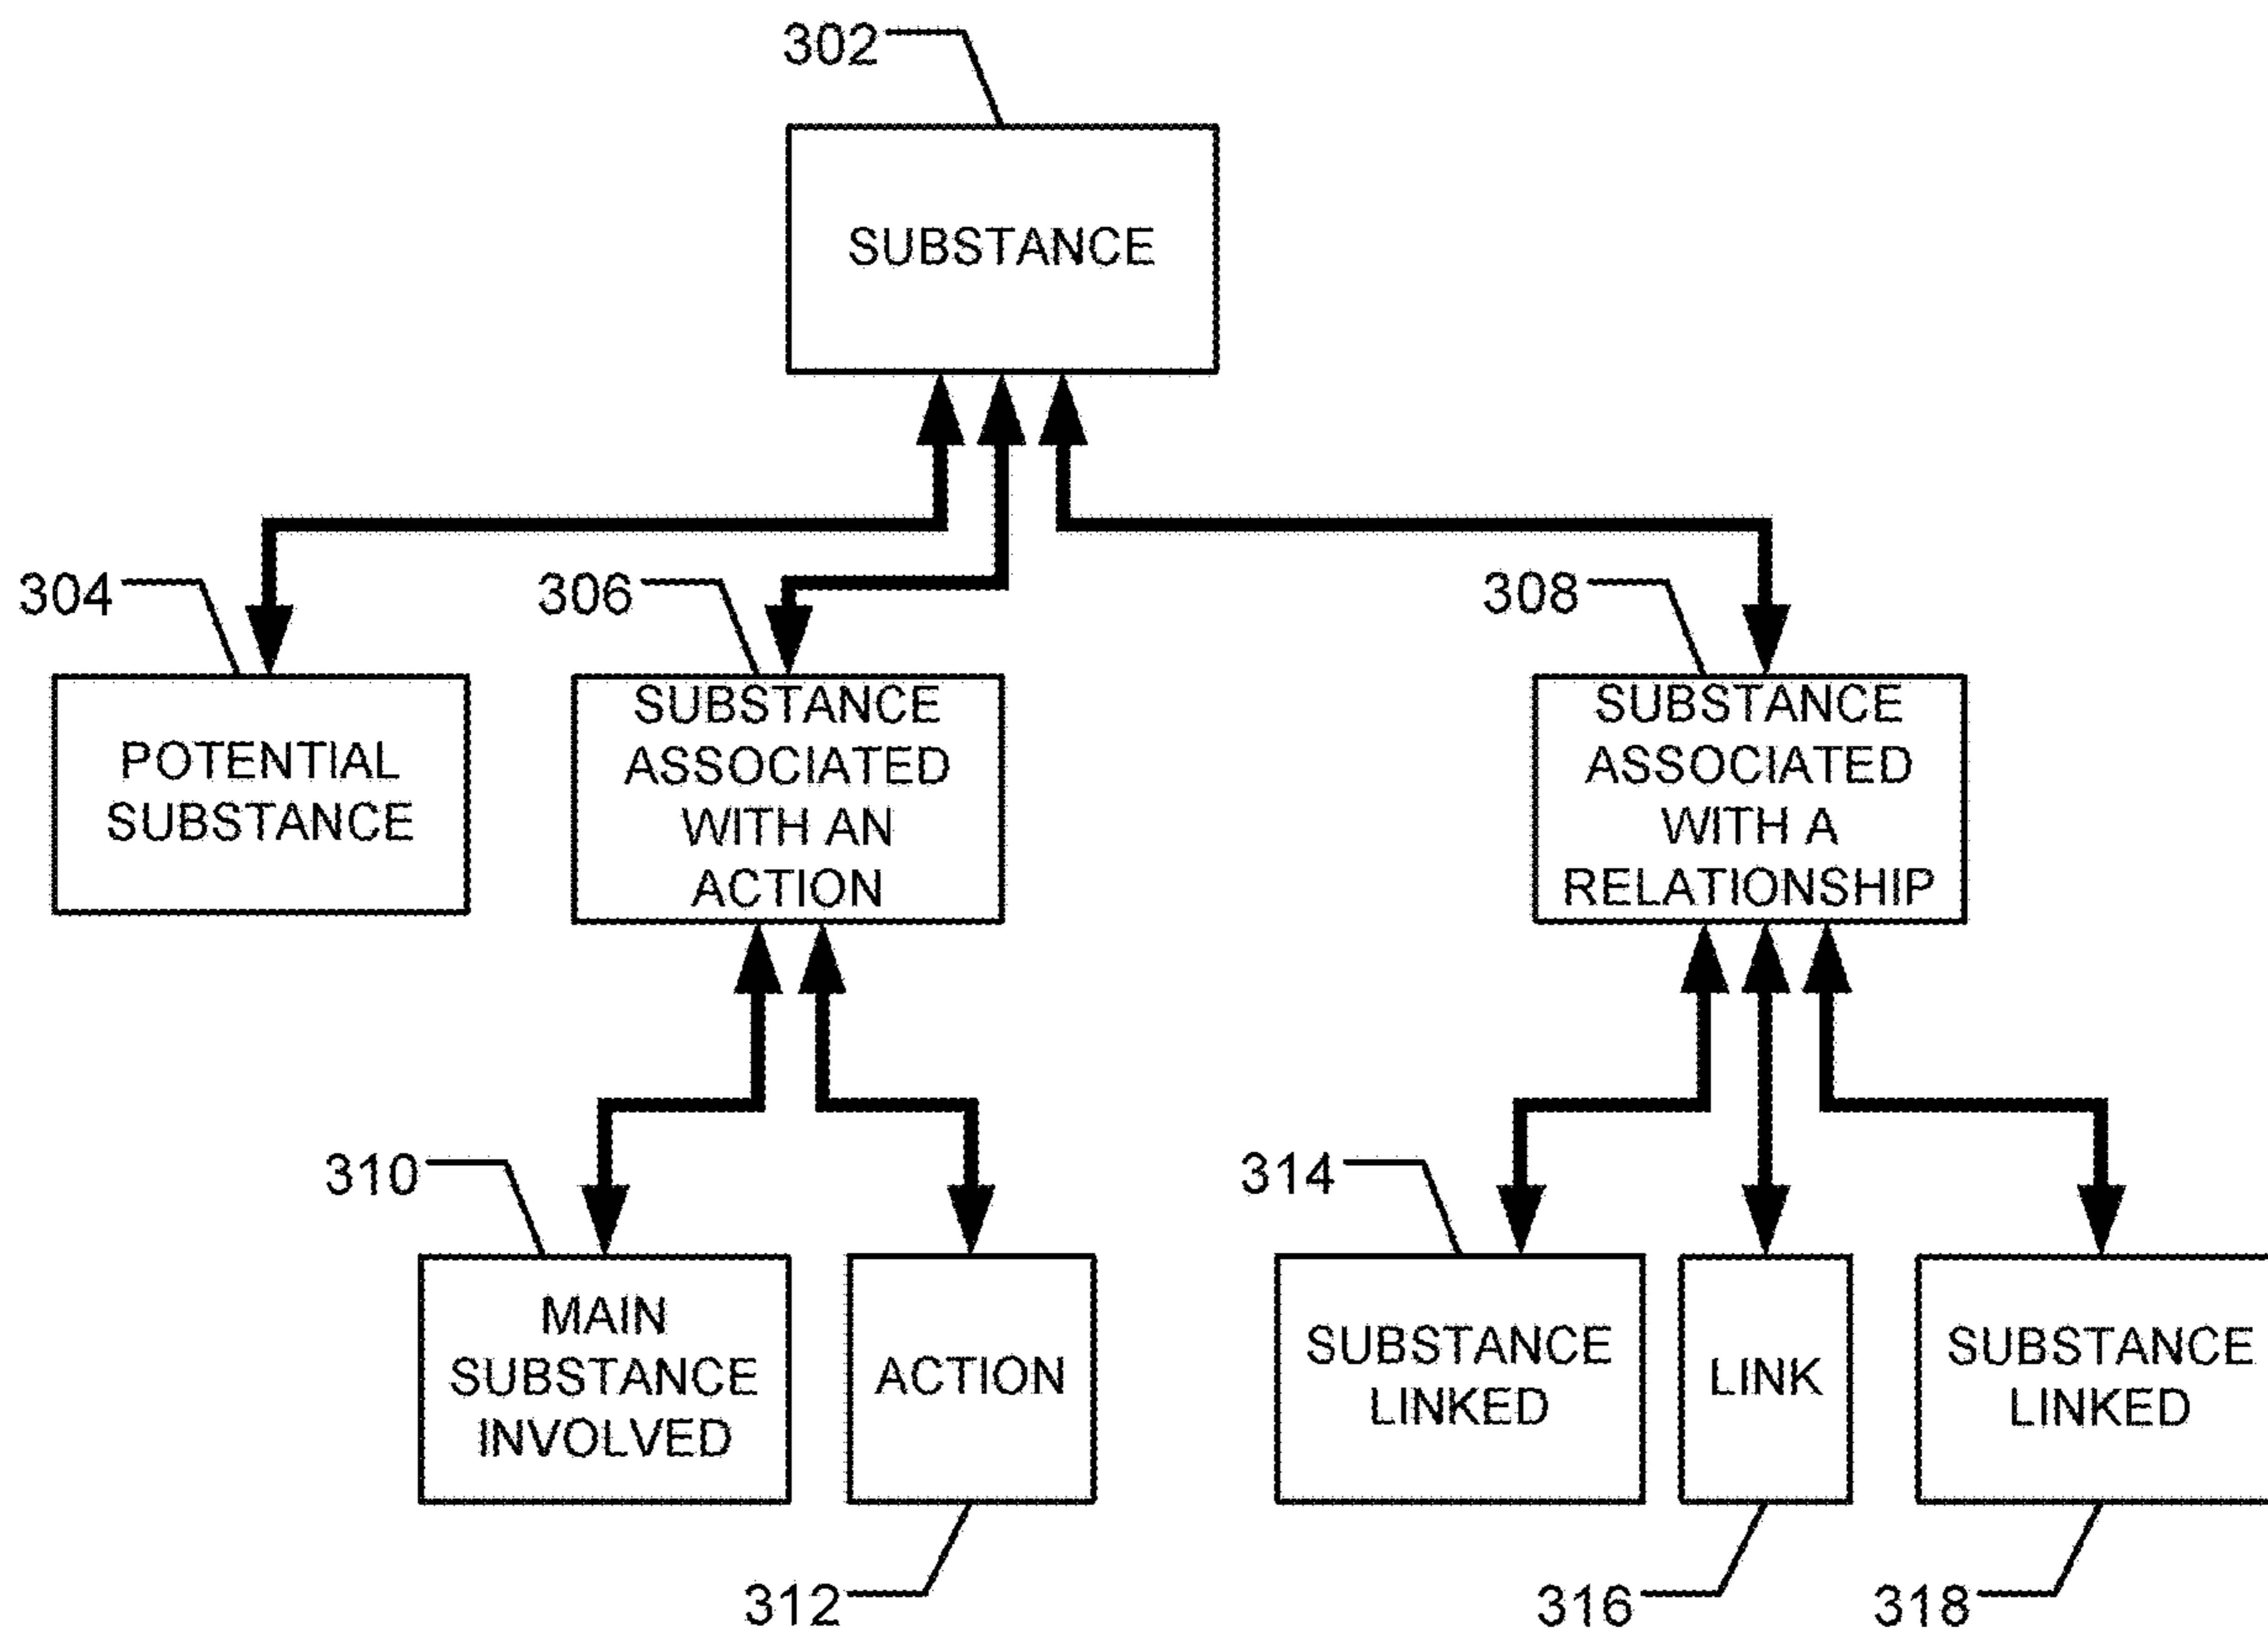 302
SUBSTANCE
304
306
308
POTENTIAL
SUBSTANCE
SUBSTANCE
ASSOCIATED
WITH AN
ACTION
SUBSTANCE
ASSOCIATED
WITH A
RELATIONSHIP
310
314
MAIN
SUBSTANCE
INVOLVED
ACTION
SUBSTANCE
LINKED
LINK
SUBSTANCE
LINKED
312
316
318